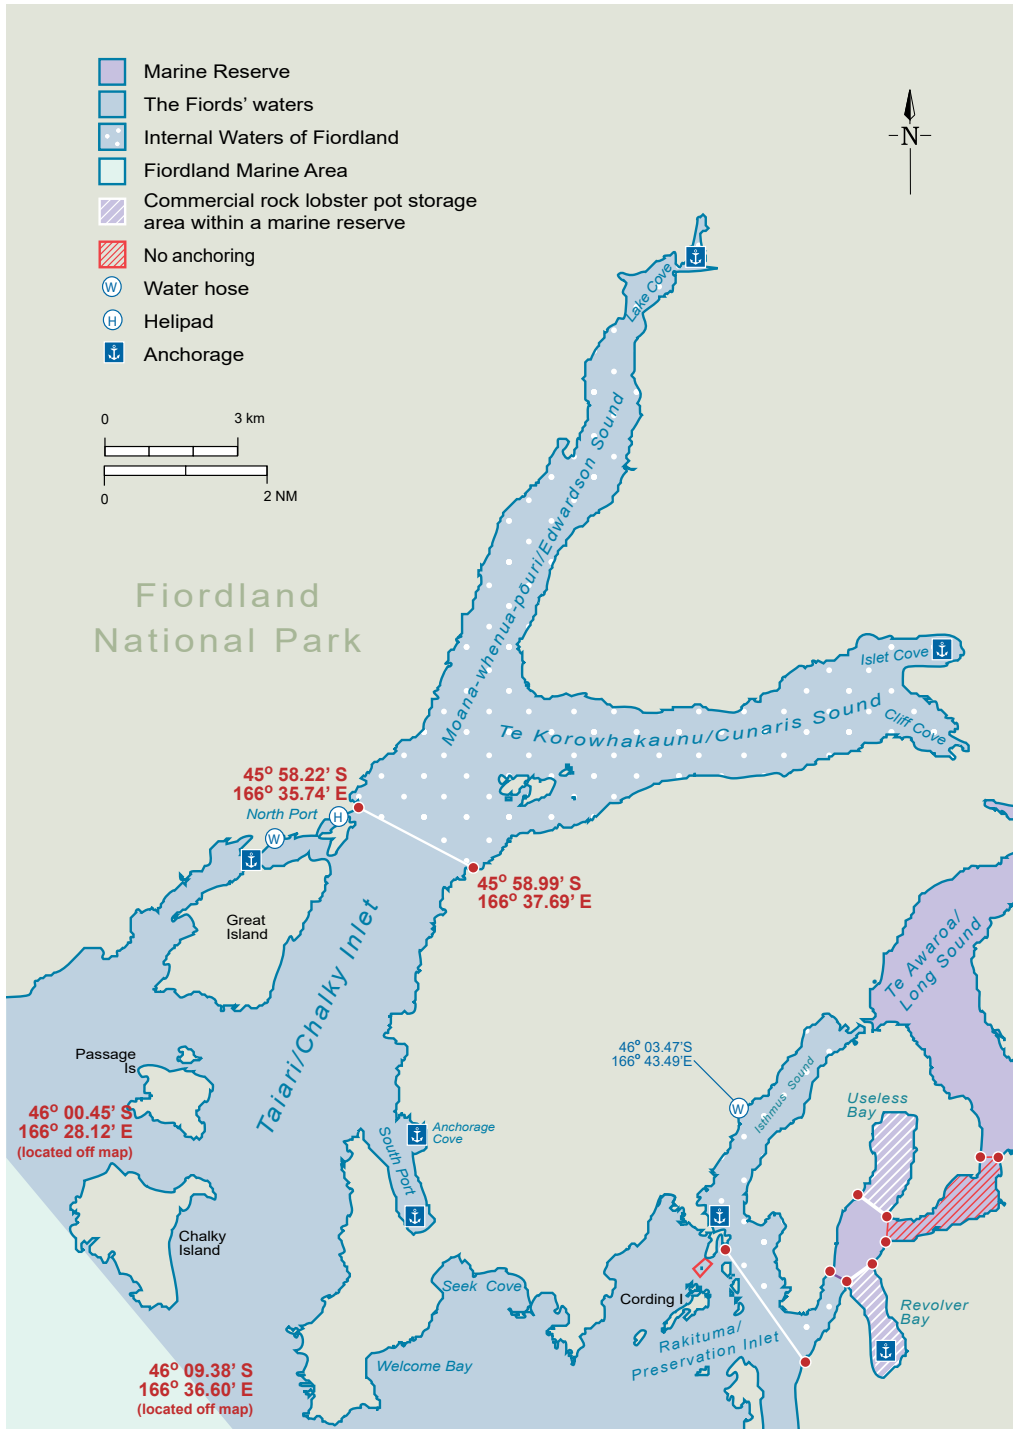 Marine Reserve
The Fiords’ waters
Internal Waters of Fiordland
Fiordland Marine Area
Commercial rock lobster pot storage
area within a marine reserve
No anchoring
W
Water hose
H
Helipad
Anchorage
N
0
3 km
0
2 NM
Lake Cove
Moana-whenua-pōuri/Edwardson Sound
Fiordland
National Park
Islet Cove
Te Korowhakaunu/Cunaris Sound
Cliff Cove
45° 58.22’ S
166° 35.74’ E
North Port
H
W
45° 58.99’ S
166° 37.69’ E
Great
Island
Taiari/Chalky Inlet
Te Awaroa/
Long Sound
Passage
Is
46° 03.47’S
166° 43.49’E
W
Isthmus Sound
Useless
Bay
46° 00.45’ S
166° 28.12’ E
(located off map)
Anchorage
Cove
South Port
Chalky
Island
Seek Cove
Cording I
Rakituma/
Preservation Inlet
Revolver
Bay
Welcome Bay
46° 09.38’ S
166° 36.60’ E
(located off map)